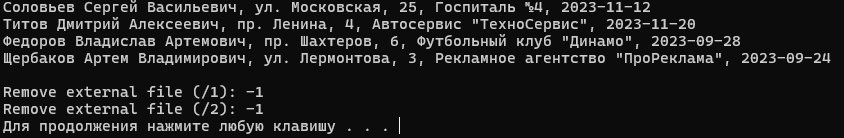 Соловьев Сергей Васильевич, ул. Московская, 25, Госпиталь №4, 2023-11-12
Титов Дмитрий Алексеевич, пр. Ленина, 4, Автосервис "ТехноСервис", 2023-11-20
Федоров Владислав Артемович, пр. Шахтеров, 6, Футбольный клуб "Динамо", 2023-09-28
Щербаков Артем Владимирович, ул. Лермонтова, 3, Рекламное агентство "ПроРеклама", 2023-09-24
Remove external file (/1): -1
Remove external file (/2): -1
Для продолжения нажмите любую клавишу . . .